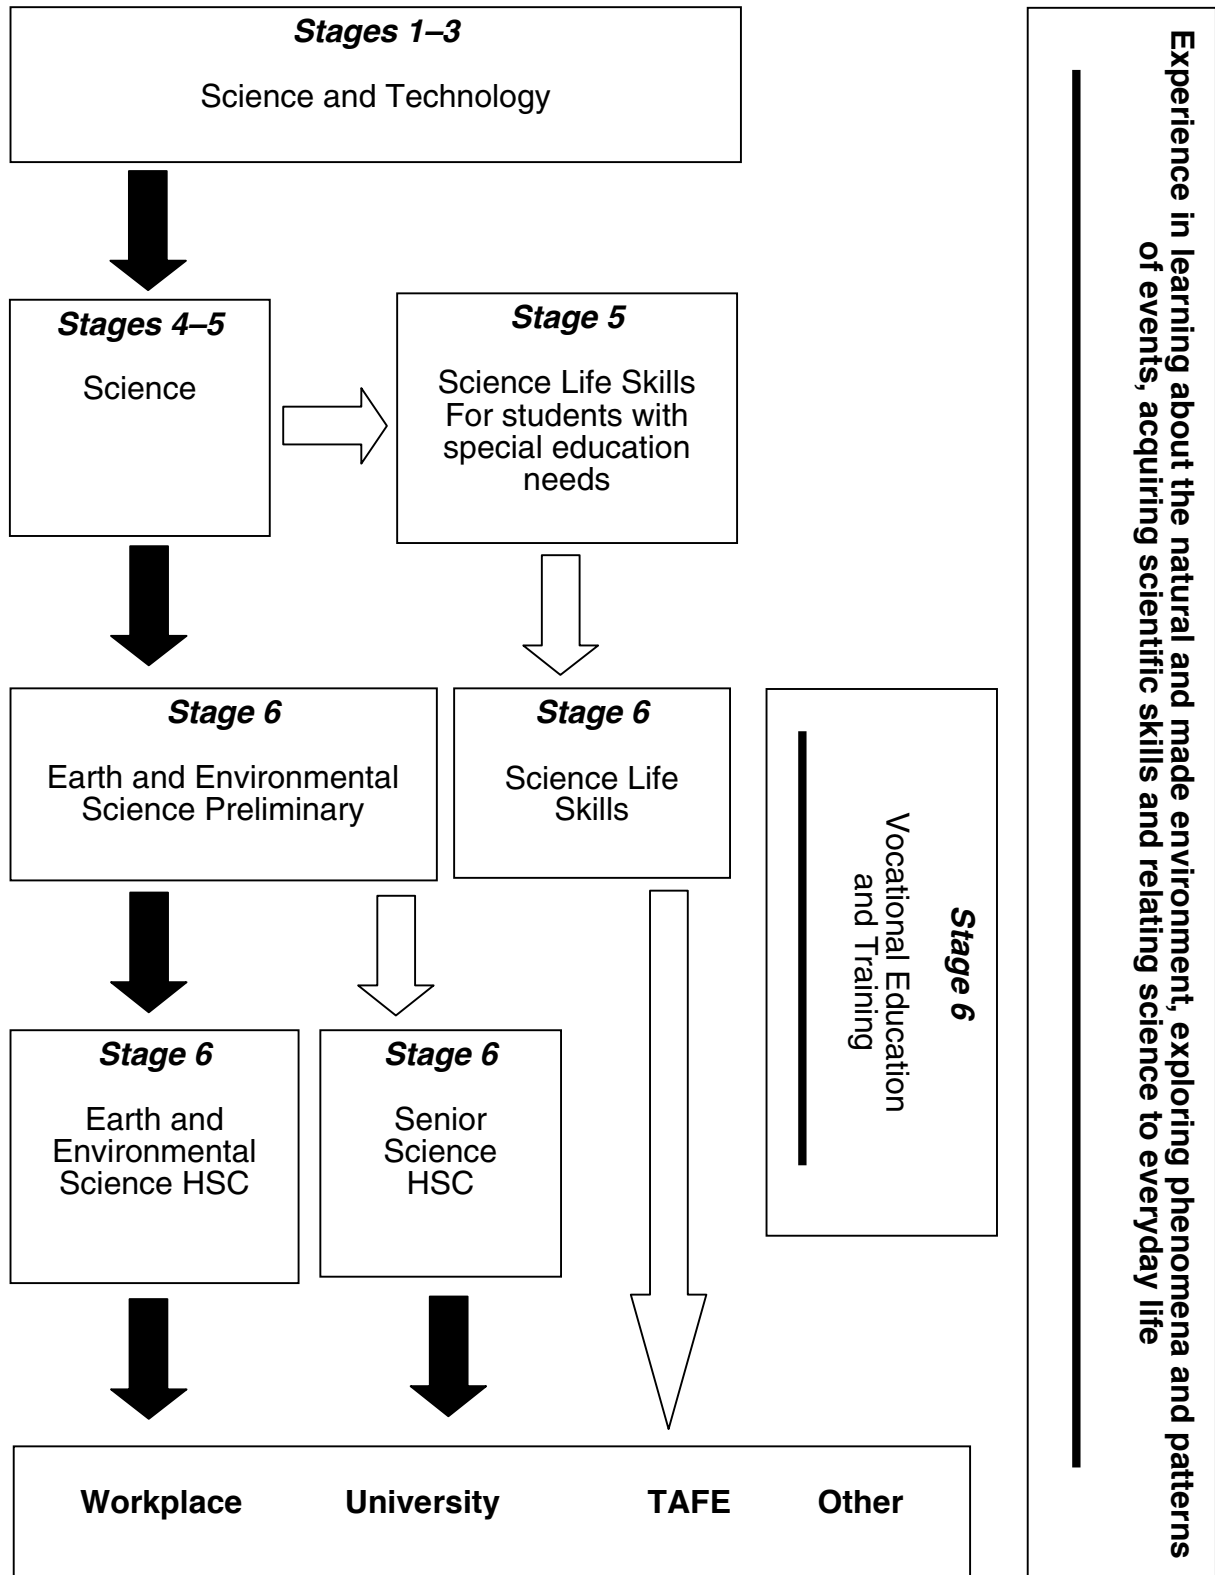 Stages 1–3
Science and Technology
Stages 4–5
Science
Stage 5
Science Life Skills
For students with
special education
needs
Stage 6
Earth and Environmental
Science Preliminary
Stage 6
Science Life
Skills
Stage 6
Vocational Education
and Training
Stage 6
Earth and
Environmental
Science HSC
Stage 6
Senior
Science
HSC
Workplace
University
TAFE
Other
Experience in learning about the natural and made environment, exploring phenomena and patterns
of events, acquiring scientific skills and relating science to everyday life